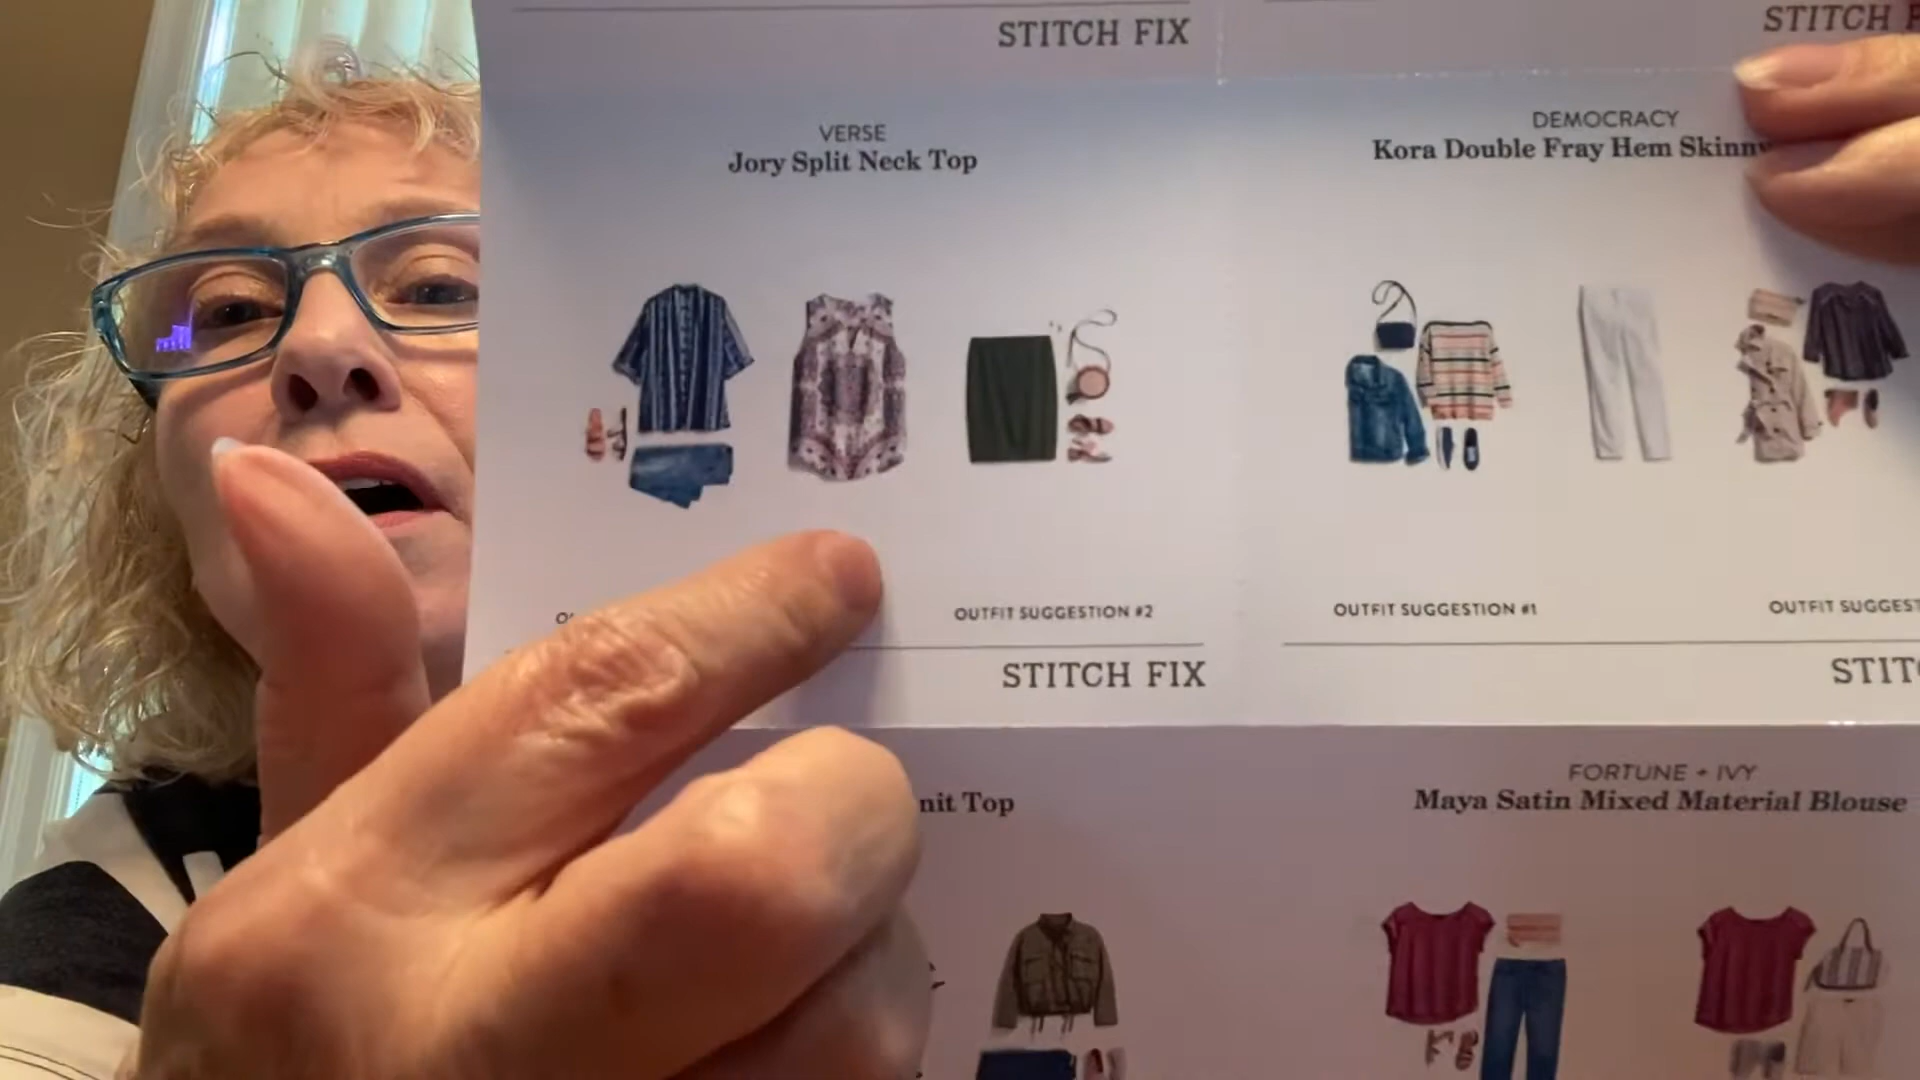 STITCH FIX
STITCH
VERSE
Jory Split Neck Top
OUTFIT SUGGESTION #2
STITCH FIX
DEMOCRACY
Kora Double Fray Hem Skinny
OUTFIT SUGGESTION #1
OUTFIT SUGGEST
STITC
nit Top
FORTUNE + IVY
Maya Satin Mixed Material Blouse